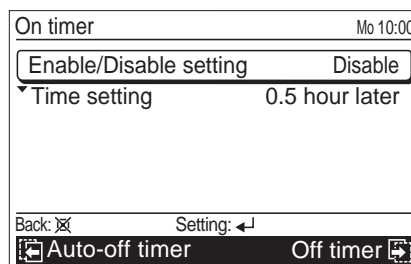 On timer Mo 10:00
Enable/Disable setting Disable
Time setting 0.5 hour later
Back: Setting:
Auto-off timer Off timer